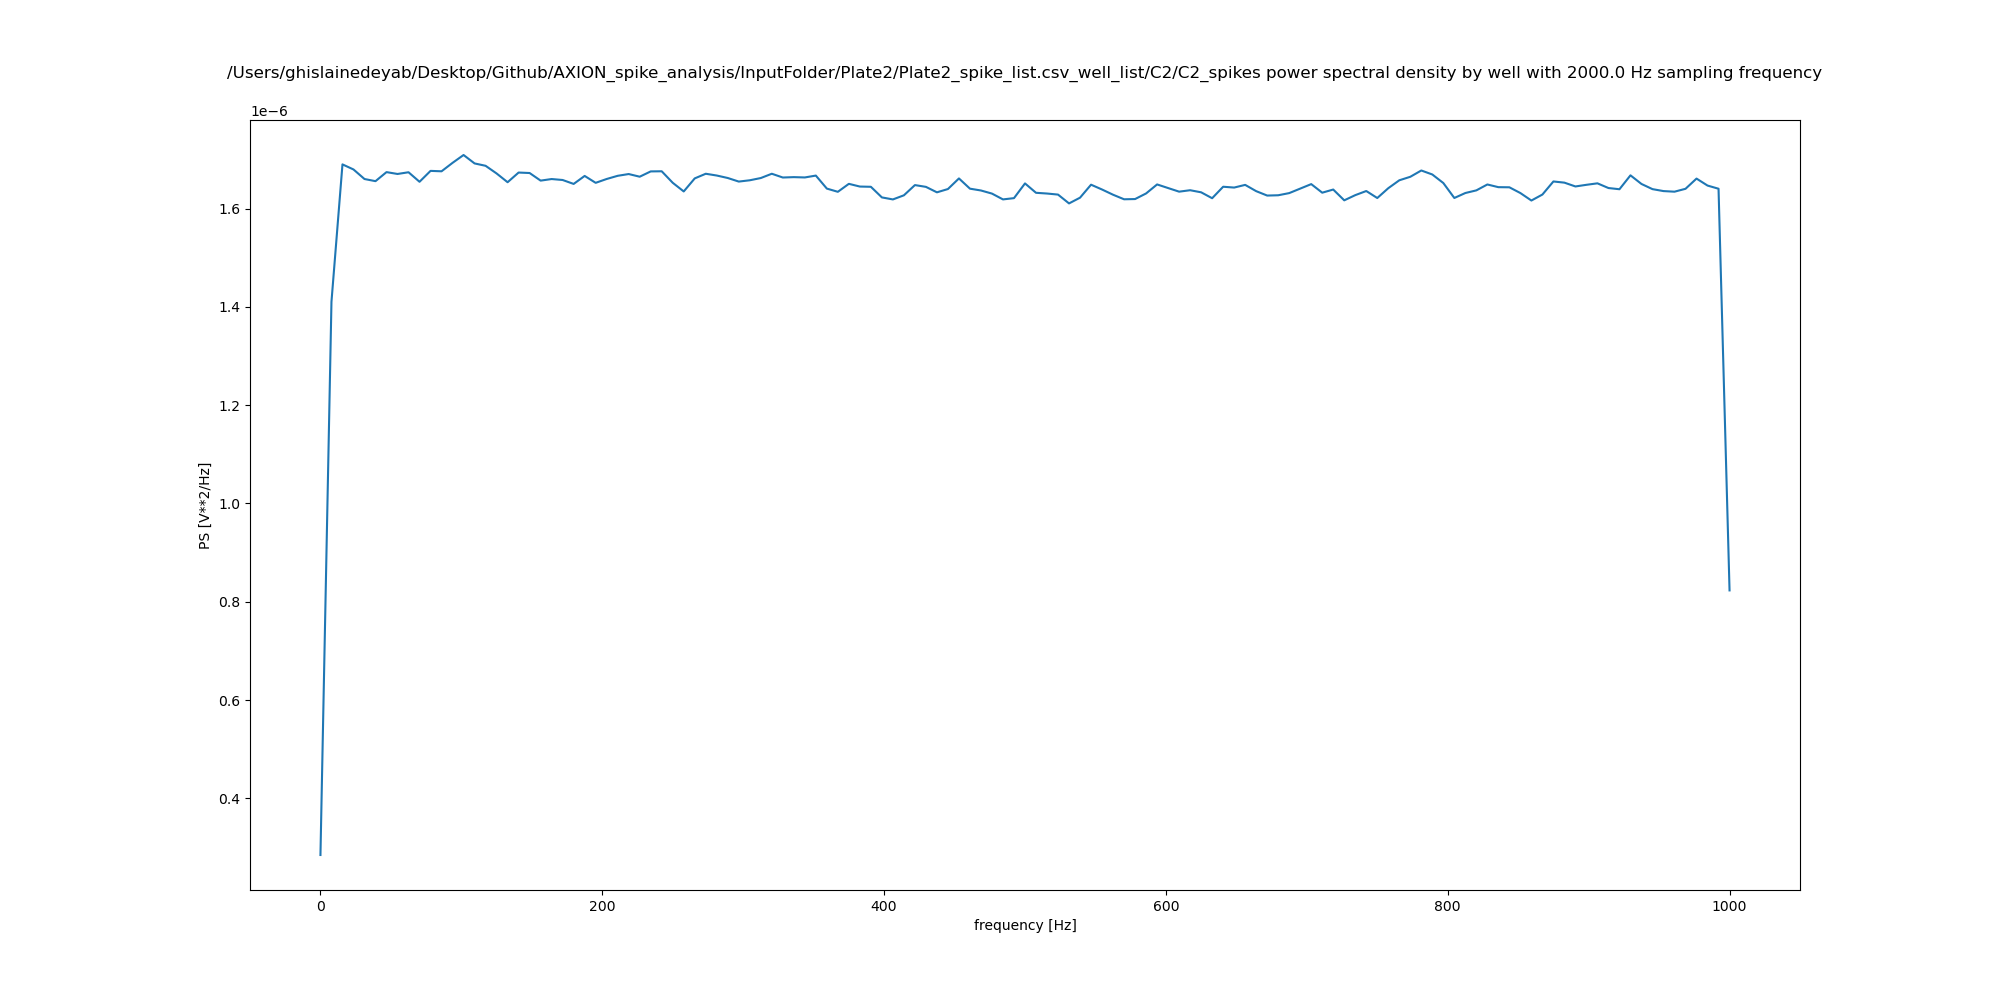 /Users/ghislainedeyab/Desktop/Github/AXION_spike_analysis/InputFolder/Plate2/Plate2_spike_list.csv_well_list/C2/C2_spikes power spectral density by well with 2000.0 Hz sampling frequency
1e−6
1.6
1.4
1.2
1.0
0.8
0.6
0.4
PS [V**2/Hz]
0 200 400 600 800 1000
frequency [Hz]